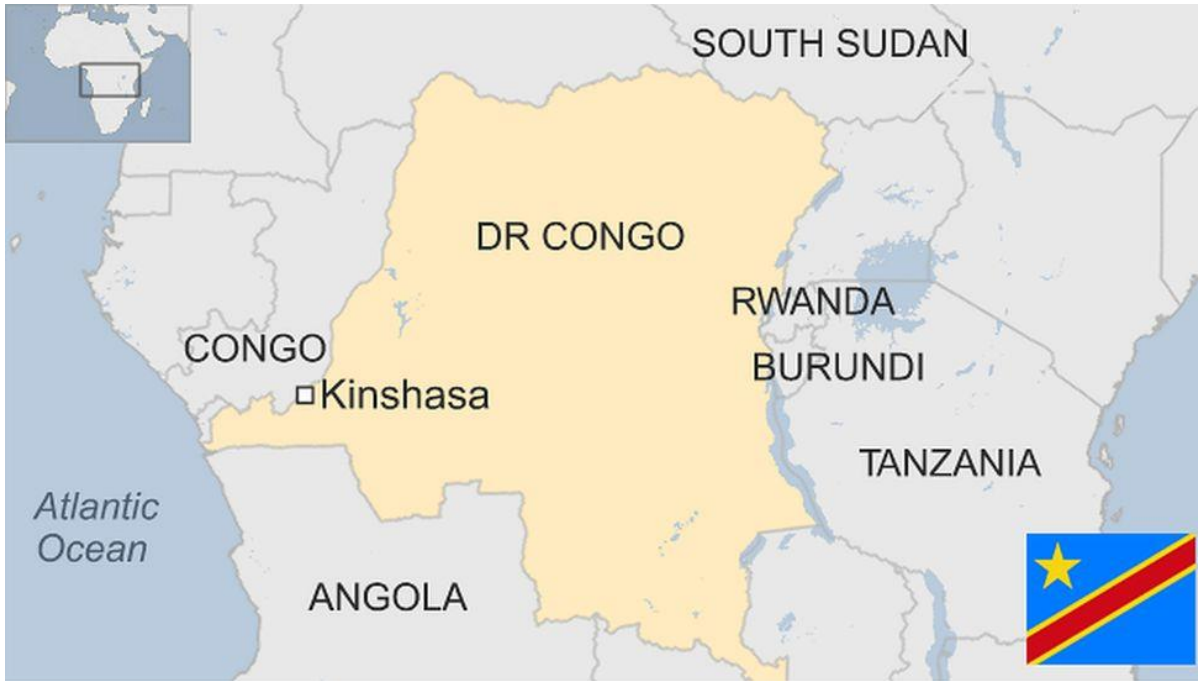 SOUTH SUDAN
DR CONGO
RWANDA
CONGO
BURUNDI
Kinshasa
TANZANIA
Atlantic
Ocean
ANGOLA